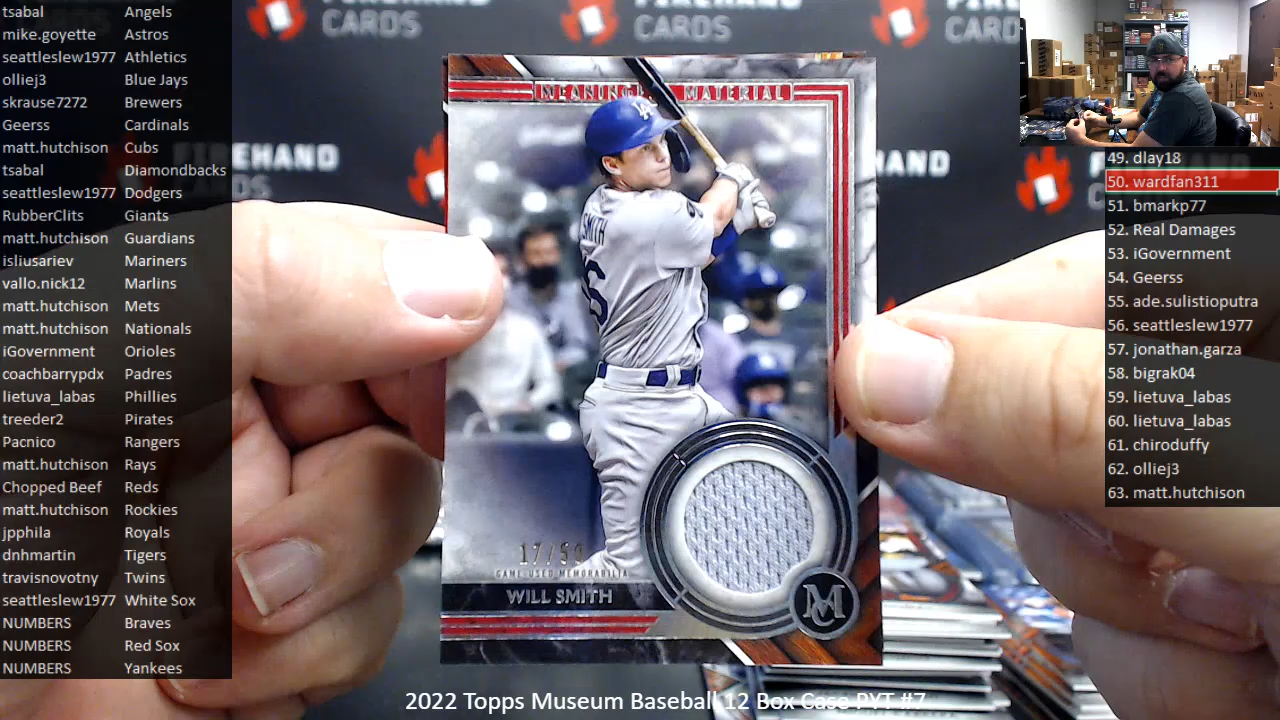 tsabal Angels
mike.goyette Astros
seattleslew1977 Athletics
olliej3 Blue Jays
skrause7272 Brewers
Geerss Cardinals
matt.hutchison Cubs
tsabal Diamondbacks
seattleslew1977 Dodgers
RubberClits Giants
matt.hutchison Guardians
isliusariev Mariners
vallo.nick12 Marlins
matt.hutchison Mets
matt.hutchison Nationals
iGovernment Orioles
coachbarrypdx Padres
lietuva_labas Phillies
treeder2 Pirates
Pacnico Rangers
matt.hutchison Rays
Chopped Beef Reds
matt.hutchison Rockies
jpphila Royals
dnhmartin Tigers
travisnovotny Twins
seattleslew1977 White Sox
NUMBERS Braves
NUMBERS Red Sox
NUMBERS Yankees
CARDS
CARDS
FIREHAND
CARDS
MEANINGFUL MATERIAL
LA
SMITH
16
17/50
GAME USED MEMORABILIA
WILL SMITH
MC
49. dlay18
50. wardfan311
51. bmarkp77
52. Real Damages
53. iGovernment
54. Geerss
55. ade.sulistioputra
56. seattleslew1977
57. jonathan.garza
58. bigrak04
59. lietuva_labas
60. lietuva_labas
61. chiroduffy
62. olliej3
63. matt.hutchison
2022 Topps Museum Baseball 12 Box Case PYT #7